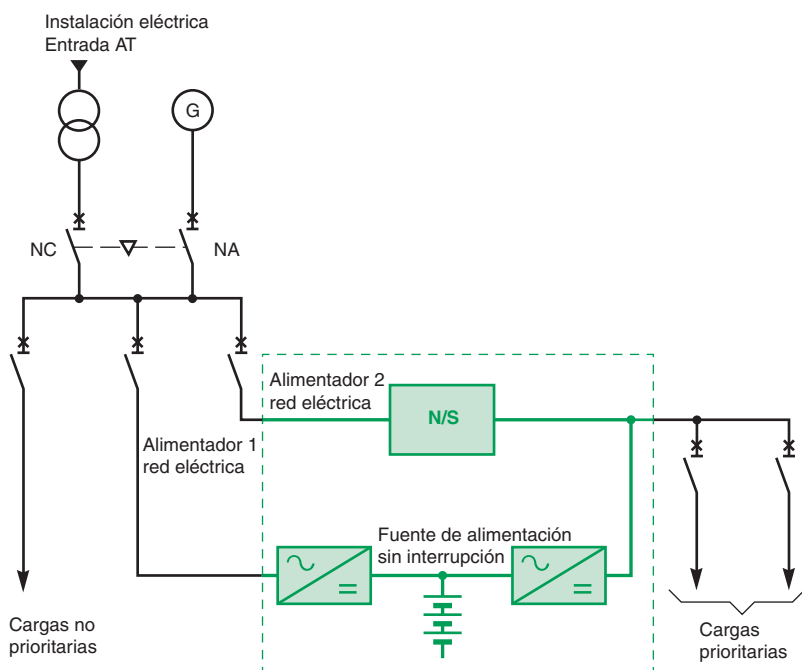 Instalación eléctrica
Entrada AT
G
NC
NA
Alimentador 2
red eléctrica
N/S
Alimentador 1
red eléctrica
Fuente de alimentación
sin interrupción
Cargas no
prioritarias
Cargas
prioritarias